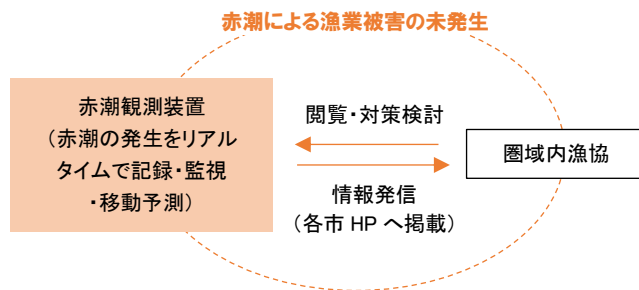 赤潮による漁業被害の未発生
赤潮観測装置
（赤潮の発生をリアル
タイムで記録・監視
・移動予測）
閲覧・対策検討
情報発信
（各市 HP へ掲載）
圏域内漁協